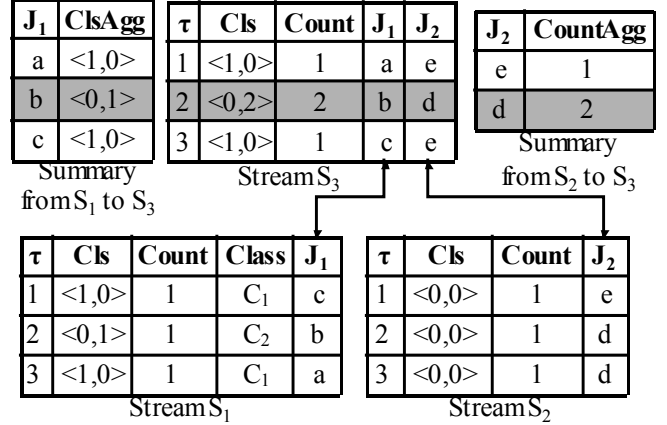 J₁ ClsAgg
a <1,0>
b <0,1>
c <1,0>
Summary
from S₁ to S₃
τ Cls Count J₁ J₂
1 <1,0> 1 a e
2 <0,2> 2 b d
3 <1,0> 1 c e
Stream S₃
J₂ CountAgg
e 1
d 2
Summary
from S₂ to S₃
τ Cls Count Class J₁
1 <1,0> 1 C₁ c
2 <0,1> 1 C₂ b
3 <1,0> 1 C₁ a
Stream S₁
τ Cls Count J₂
1 <0,0> 1 e
2 <0,0> 1 d
3 <0,0> 1 d
Stream S₂